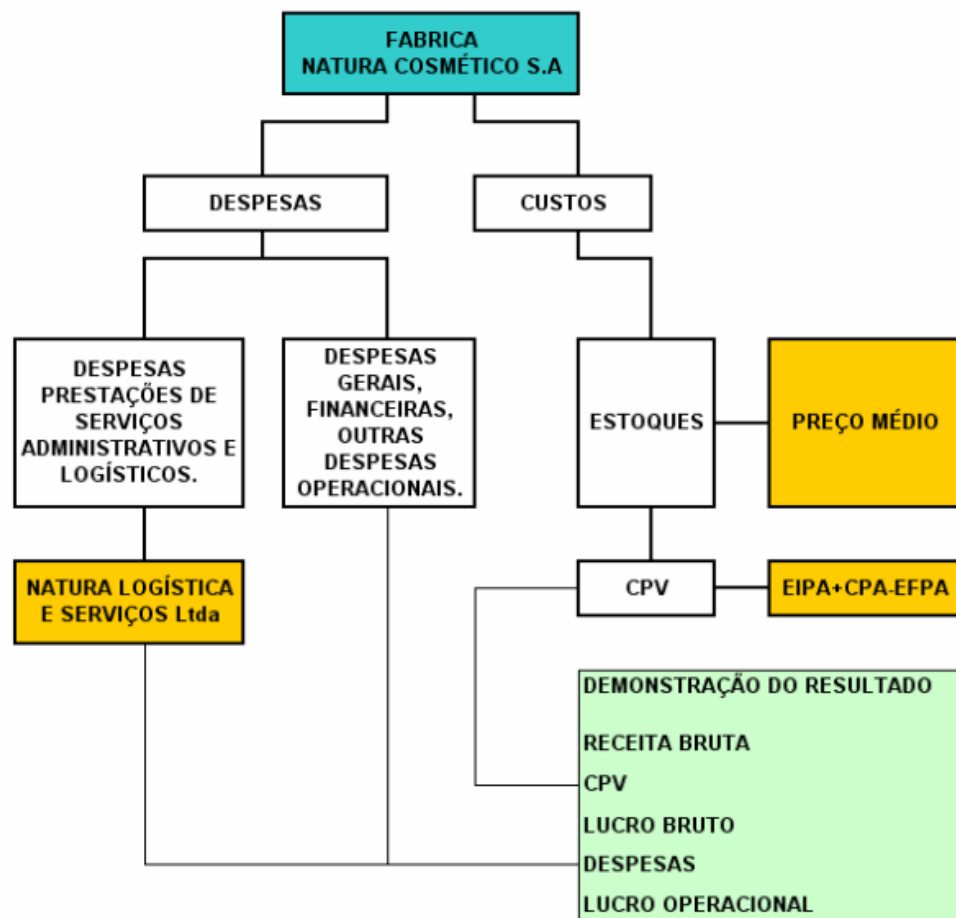 FABRICA
NATURA COSMÉTICO S.A
DESPESAS
CUSTOS
DESPESAS
PRESTAÇÕES DE
SERVIÇOS
ADMINISTRATIVOS E
LOGÍSTICOS.
DESPESAS
GERAIS,
FINANCEIRAS,
OUTRAS
DESPESAS
OPERACIONAIS.
ESTOQUES
PREÇO MÉDIO
NATURA LOGÍSTICA
E SERVIÇOS Ltda
CPV
EIPA+CPA-EFPA
DEMONSTRAÇÃO DO RESULTADO
RECEITA BRUTA
CPV
LUCRO BRUTO
DESPESAS
LUCRO OPERACIONAL